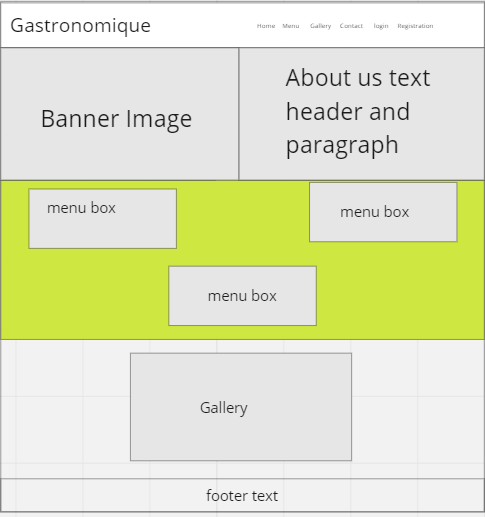 Gastronomique
Home Menu Gallery Contact login Registration
Banner Image
About us text
header and
paragraph
menu box
menu box
menu box
Gallery
footer text